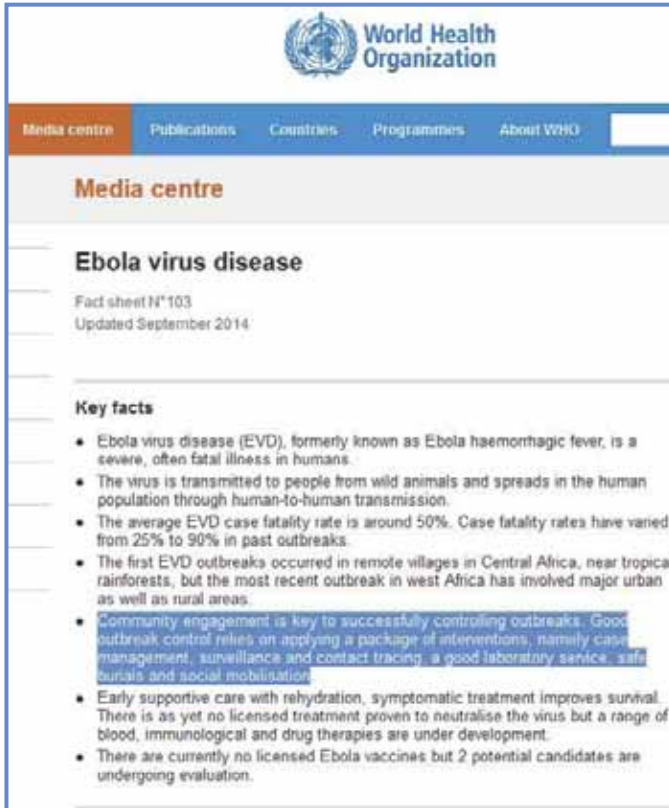 World Health
Organization
Media centre Publications Countries Programmes About WHO
Media centre
Ebola virus disease
Fact sheet N°103
Updated September 2014
Key facts
• Ebola virus disease (EVD), formerly known as Ebola haemorrhagic fever, is a
severe, often fatal illness in humans.
• The virus is transmitted to people from wild animals and spreads in the human
population through human-to-human transmission.
• The average EVD case fatality rate is around 50%. Case fatality rates have varied
from 25% to 90% in past outbreaks.
• The first EVD outbreaks occurred in remote villages in Central Africa, near tropica
rainforests, but the most recent outbreak in west Africa has involved major urban
as well as rural areas.
• Community engagement is key to successfully controlling outbreaks. Good
outbreak control relies on applying a package of interventions, namely case
management, surveillance and contact tracing, a good laboratory service, safe
burials and social mobilisation
• Early supportive care with rehydration, symptomatic treatment improves survival.
There is as yet no licensed treatment proven to neutralise the virus but a range of
blood, immunological and drug therapies are under development.
• There are currently no licensed Ebola vaccines but 2 potential candidates are
undergoing evaluation.